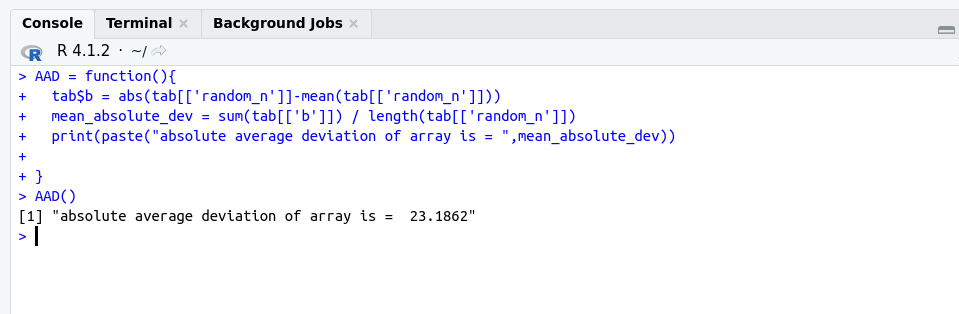 Console Terminal × Background Jobs ×
R R 4.1.2 · ~/
> AAD = function(){
+   tab$b = abs(tab[['random_n']]-mean(tab[['random_n']]))
+   mean_absolute_dev = sum(tab[['b']]) / length(tab[['random_n']])
+   print(paste("absolute average deviation of array is = ",mean_absolute_dev))
+
+ }
> AAD()
[1] "absolute average deviation of array is =  23.1862"
>